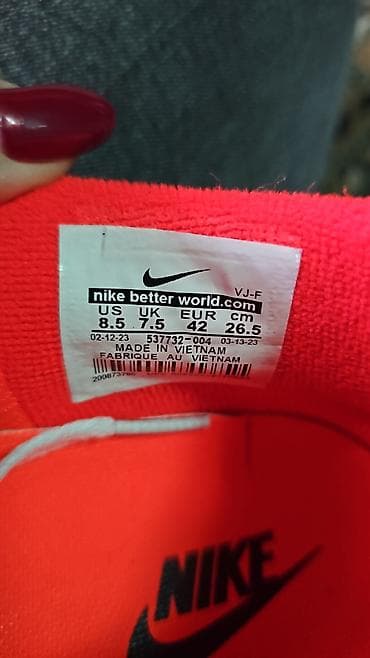 VJ-F
nike better world.com
US UK EUR cm
8.5 7.5 42 26.5
02-12-23 537732-004 03-13-23
MADE IN VIETNAM
FABRIQUE AU VIETNAM
NIKE